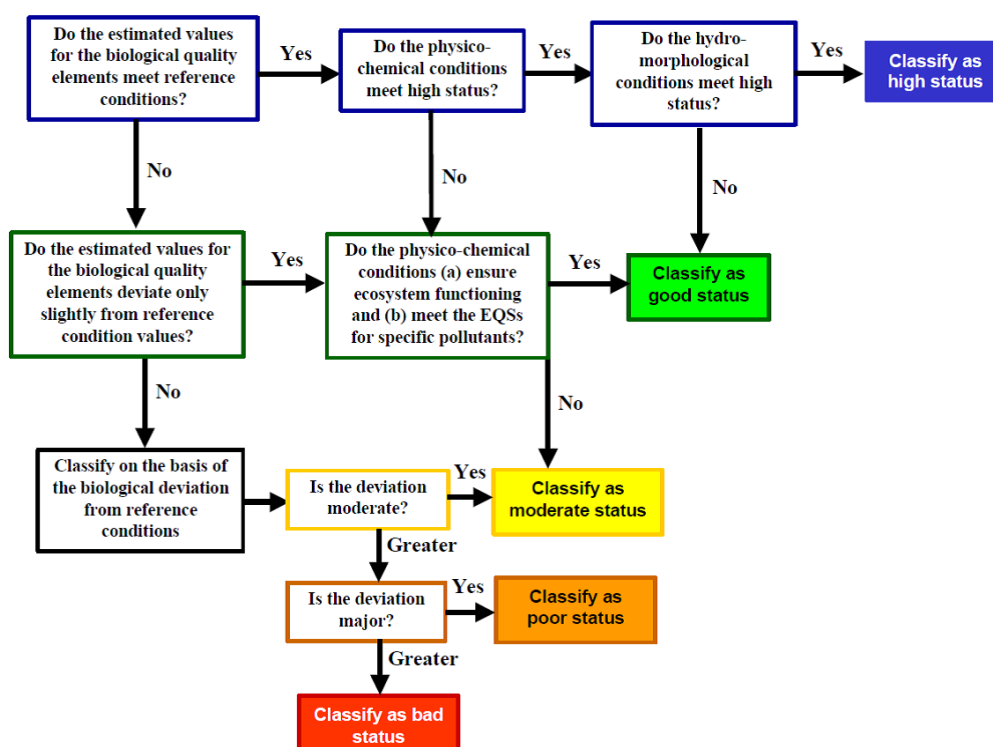 Do the estimated values
for the biological quality
elements meet reference
conditions?
Yes
Do the physico-
chemical conditions
meet high status?
Yes
Do the hydro-
morphological
conditions meet high
status?
Yes
Classify as
high status
No
No
No
Do the estimated values for
the biological quality
elements deviate only
slightly from reference
condition values?
Yes
Do the physico-chemical
conditions (a) ensure
ecosystem functioning
and (b) meet the EQSs
for specific pollutants?
Yes
Classify as
good status
No
No
Classify on the basis of
the biological deviation
from reference
conditions
Is the deviation
moderate?
Yes
Classify as
moderate status
Greater
Is the deviation
major?
Yes
Classify as
poor status
Greater
Classify as bad
status